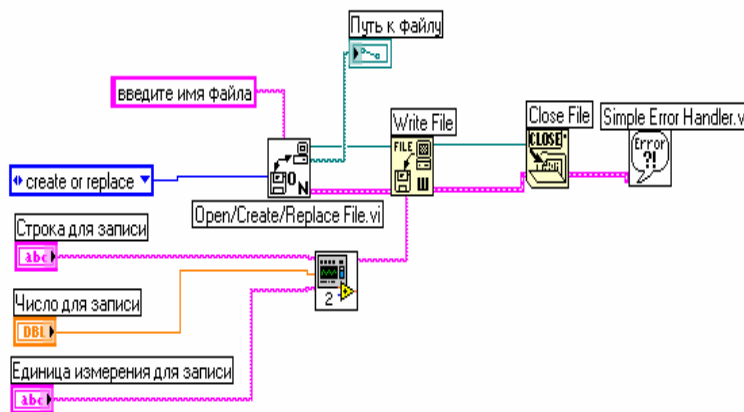 Путь к файлу
введите имя файла
Write File
Close File
Simple Error Handler.v
FILE
CLOSE
Error
?!
create or replace
O
N
Ш
Open/Create/Replace File.vi
Строка для записи
abc
2
Число для записи
DBL
Единица измерения для записи
abc